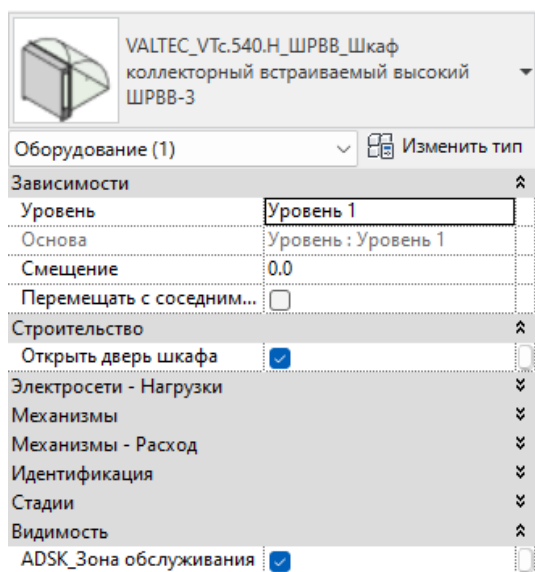 VALTEC_VTc.540.H_ШРВВ_Шкаф
коллекторный встраиваемый высокий
ШРВВ-3
Оборудование (1) Изменить тип
Зависимости
Уровень Уровень 1
Основа Уровень : Уровень 1
Смещение 0.0
Перемещать с соседним...
Строительство
Открыть дверь шкафа
Электросети - Нагрузки
Механизмы
Механизмы - Расход
Идентификация
Стадии
Видимость
ADSK_Зона обслуживания